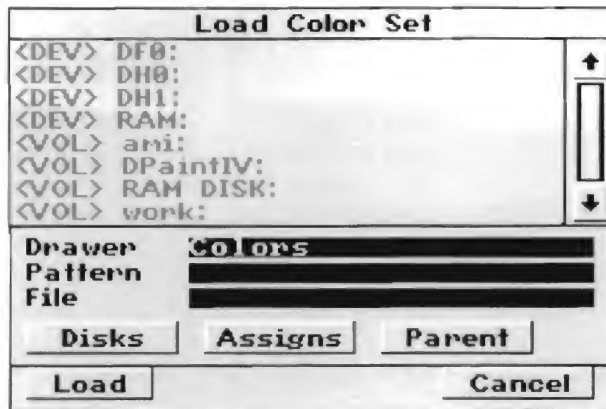 Load Color Set
<DEV> DF0:
<DEV> DH0:
<DEV> DH1:
<DEV> RAM:
<VOL> ami:
<VOL> DPaintIV:
<VOL> RAM DISK:
<VOL> work:
Drawer Colors
Pattern
File
Disks Assigns Parent
Load Cancel